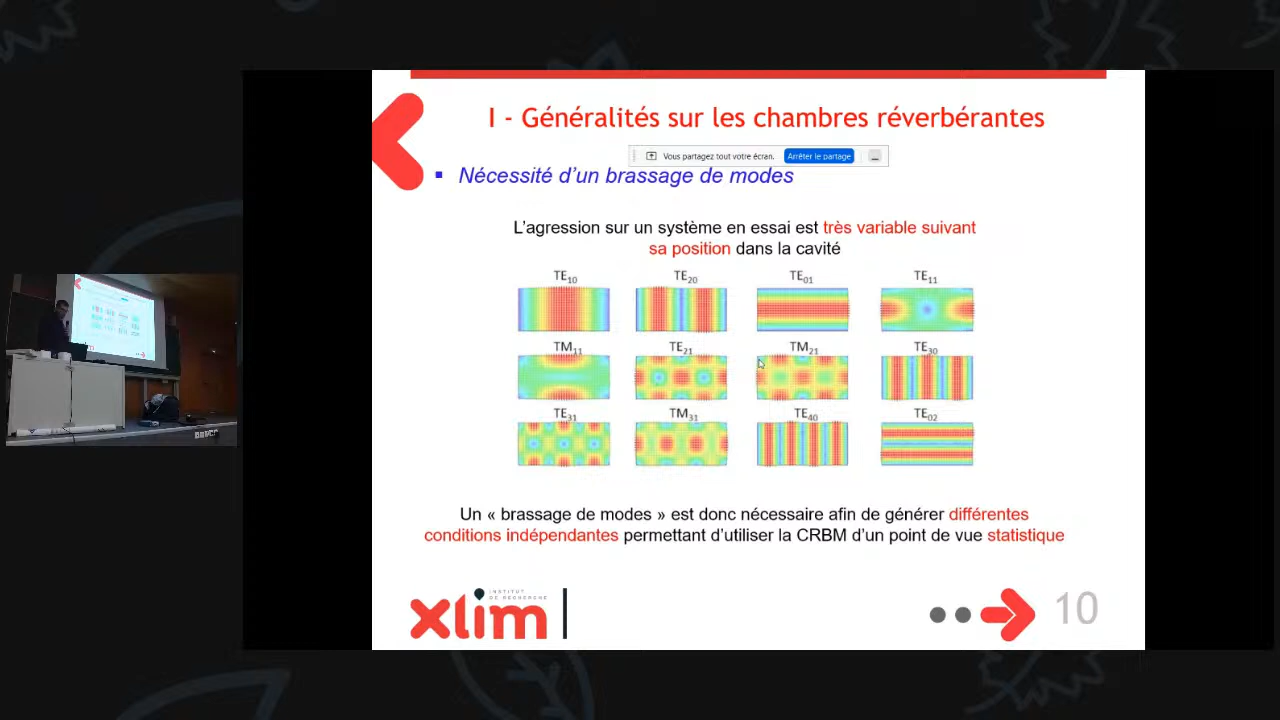 I - Généralités sur les chambres réverbérantes
Vous partagez tout votre écran. Arrêter le partage
Nécessité d'un brassage de modes
L'agression sur un système en essai est très variable suivant
sa position dans la cavité
TE10 TE20 TE01 TE11
TM11 TE21 TM21 TE30
TE31 TM31 TE40 TE02
Un « brassage de modes » est donc nécessaire afin de générer différentes
conditions indépendantes permettant d'utiliser la CRBM d'un point de vue statistique
INSTITUT
DE RECHERCHE
xlim
10